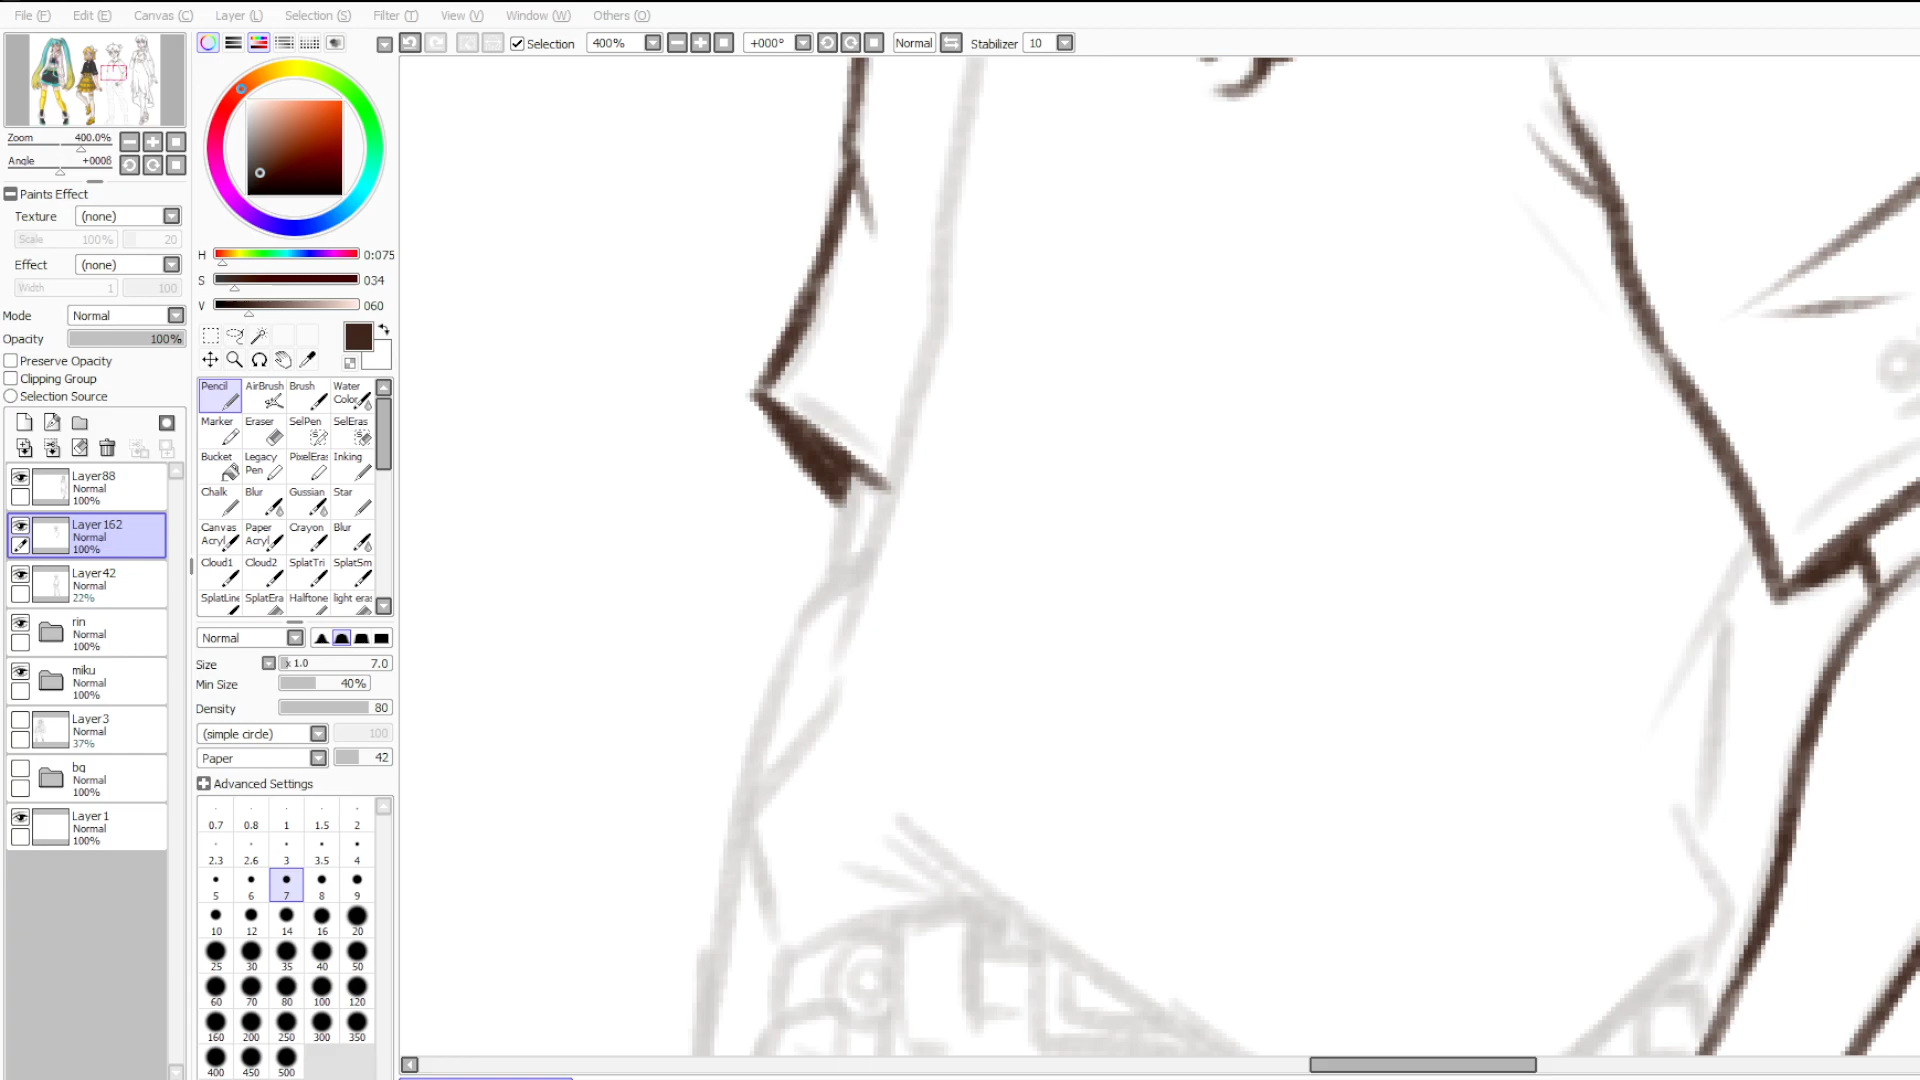 File (F) Edit (E) Canvas (C) Layer (L) Selection (S) Filter (T) View (V) Window (W) Others (O)
Selection 400% +000° Normal Stabilizer 10
Zoom 400.0%
Angle +000ß
Paints Effect
Texture (none)
Scale 100% 20
Effect (none)
Width 1 100
Mode Normal
Opacity 100%
Preserve Opacity
Clipping Group
Selection Source
Layer88
Normal
100%
Layer162
Normal
100%
Layer42
Normal
22%
rin
Normal
100%
miku
Normal
100%
Layer3
Normal
37%
bg
Normal
100%
Layer1
Normal
100%
H 0:075
S 034
V 060
Pencil AirBrush Brush Water Color
Marker Eraser SelPen SelEras
Bucket Legacy Pen PixelEras Inking
Chalk Blur Gussian Star
Canvas Acryl Paper Acryl Crayon Blur
Cloud1 Cloud2 SplatTri SplatSm
SplatLine SplatEra Halftone light eras
Normal
Size x 1.0 7.0
Min Size 40%
Density 80
(simple circle) 100
Paper 42
Advanced Settings
0.7 0.8 1 1.5 2
2.3 2.6 3 3.5 4
5 6 7 8 9
10 12 14 16 20
25 30 35 40 50
60 70 80 100 120
160 200 250 300 350
400 450 500